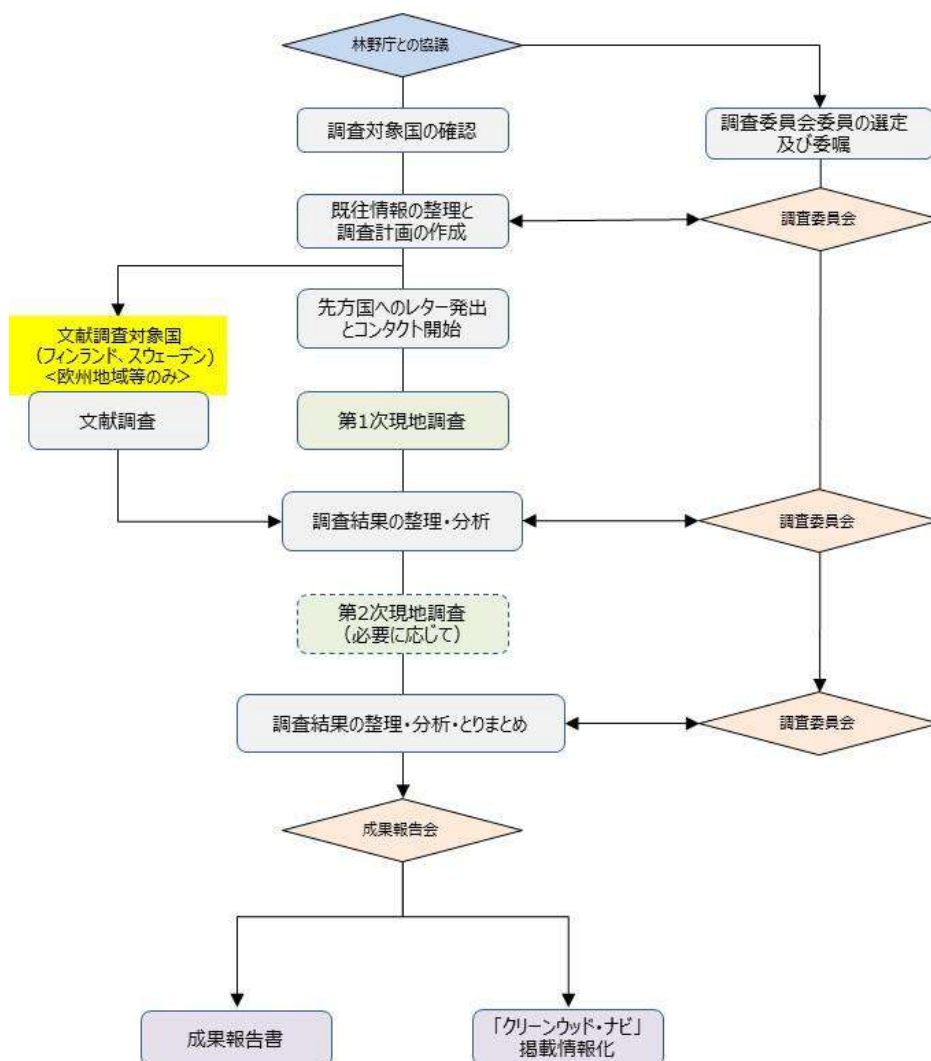 林野庁との協議
調査対象国の確認
調査委員会委員の選定
及び委嘱
既往情報の整理と
調査計画の作成
調査委員会
先方国へのレター発出
とコンタクト開始
文献調査対象国
(フィンランド、スウェーデン)
<欧州地域等のみ>
文献調査
第1次現地調査
調査結果の整理・分析
調査委員会
第2次現地調査
(必要に応じて)
調査結果の整理・分析・とりまとめ
調査委員会
成果報告会
成果報告書
「クリーンウッド・ナビ」
掲載情報化